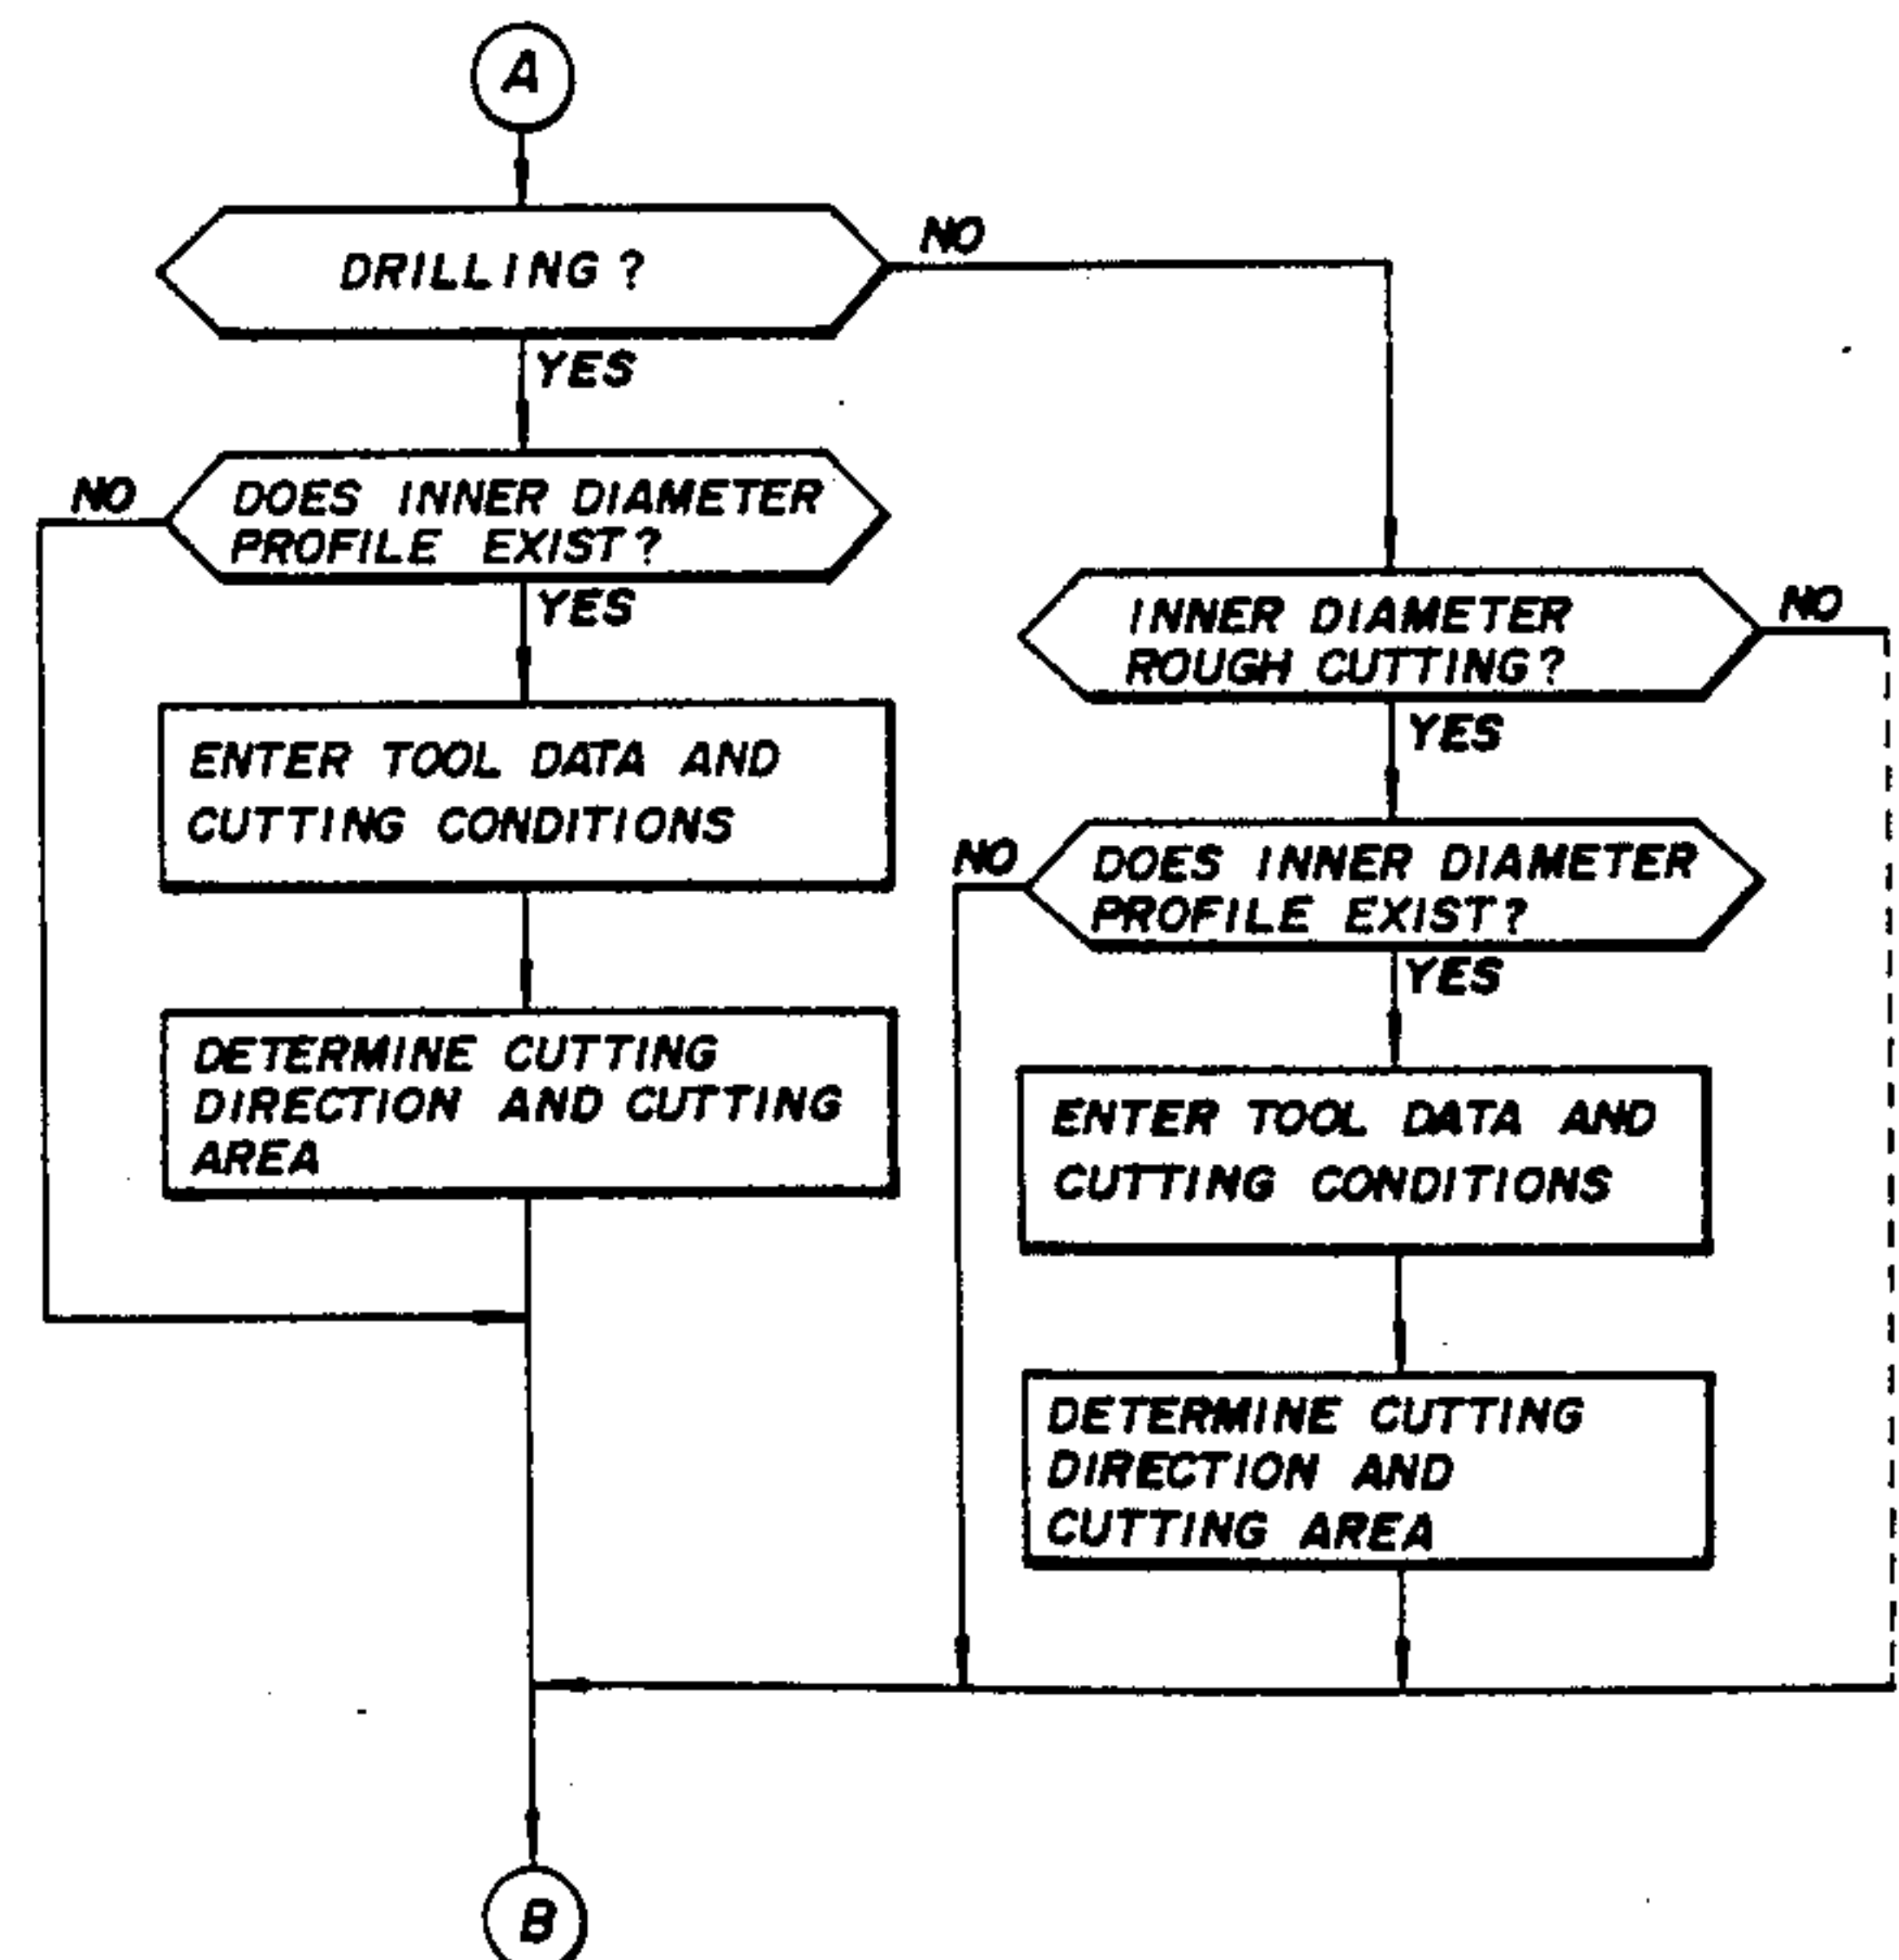 A
DRILLING?
NO
YES
NO
DOES INNER DIAMETER
PROFILE EXIST?
YES
ENTER TOOL DATA AND
CUTTING CONDITIONS
DETERMINE CUTTING
DIRECTION AND CUTTING
AREA
INNER DIAMETER
ROUGH CUTTING?
NO
YES
NO
DOES INNER DIAMETER
PROFILE EXIST?
YES
ENTER TOOL DATA AND
CUTTING CONDITIONS
DETERMINE CUTTING
DIRECTION AND
CUTTING AREA
B